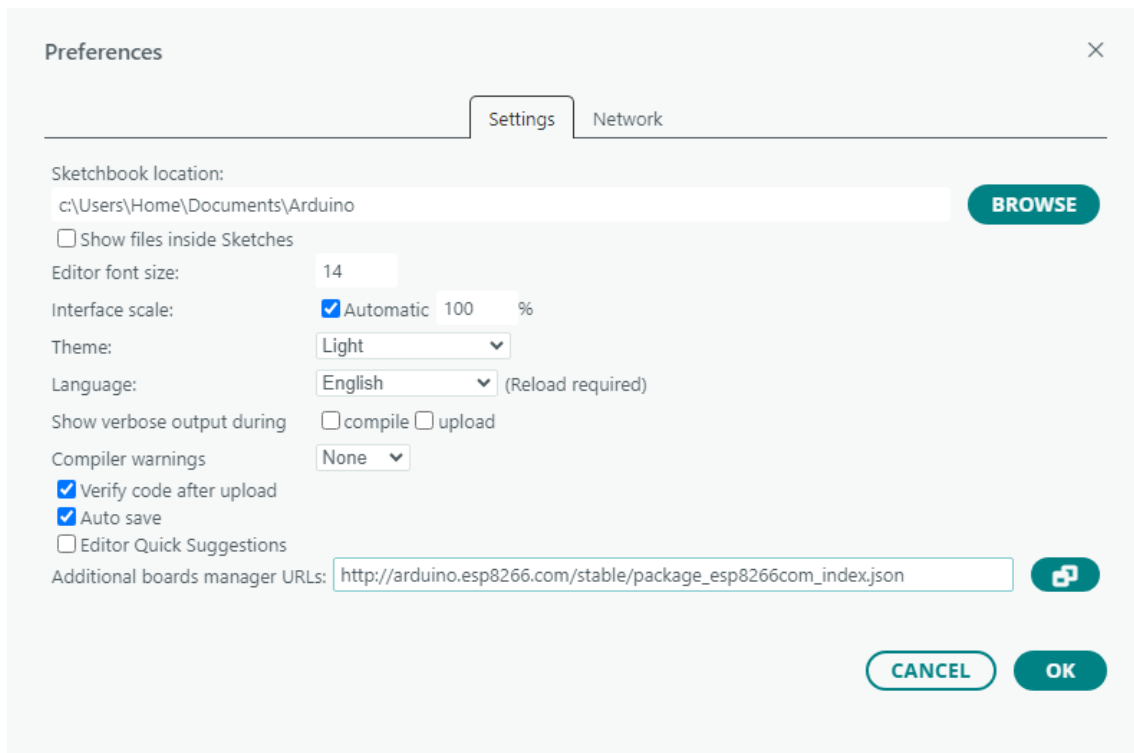 Preferences
Settings Network
Sketchbook location:
c:\Users\Home\Documents\Arduino BROWSE
Show files inside Sketches
Editor font size: 14
Interface scale: Automatic 100 %
Theme: Light
Language: English (Reload required)
Show verbose output during compile upload
Compiler warnings None
Verify code after upload
Auto save
Editor Quick Suggestions
Additional boards manager URLs: http://arduino.esp8266.com/stable/package_esp8266com_index.json
CANCEL OK